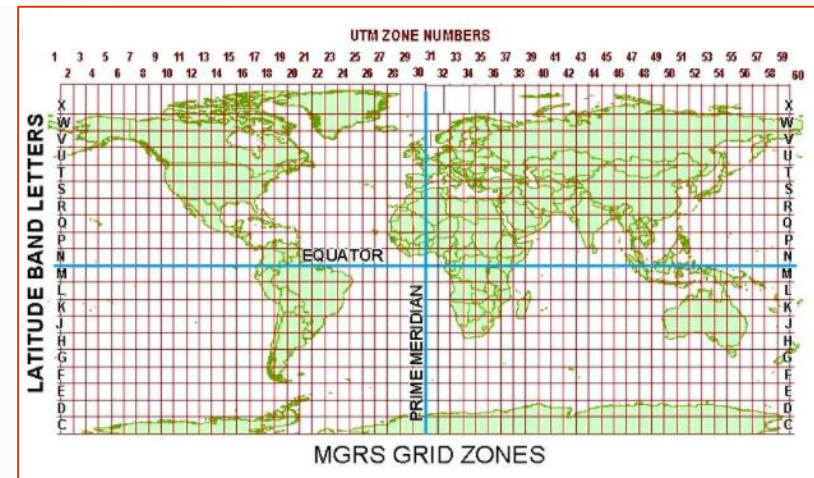 UTM ZONE NUMBERS
1 3 5 7 9 11 13 15 17 19 21 23 25 27 29 31 33 35 37 39 41 43 45 47 49 51 53 55 57 59
2 4 6 8 10 12 14 16 18 20 22 24 26 28 30 32 34 36 38 40 42 44 46 48 50 52 54 56 58 60
LATITUDE BAND LETTERS
X X
W W
V V
U U
T T
S S
R R
Q Q
P P
N N
EQUATOR
M M
L L
K K
J J
H H
G G
F F
E E
D D
C C
PRIME MERIDIAN
MGRS GRID ZONES